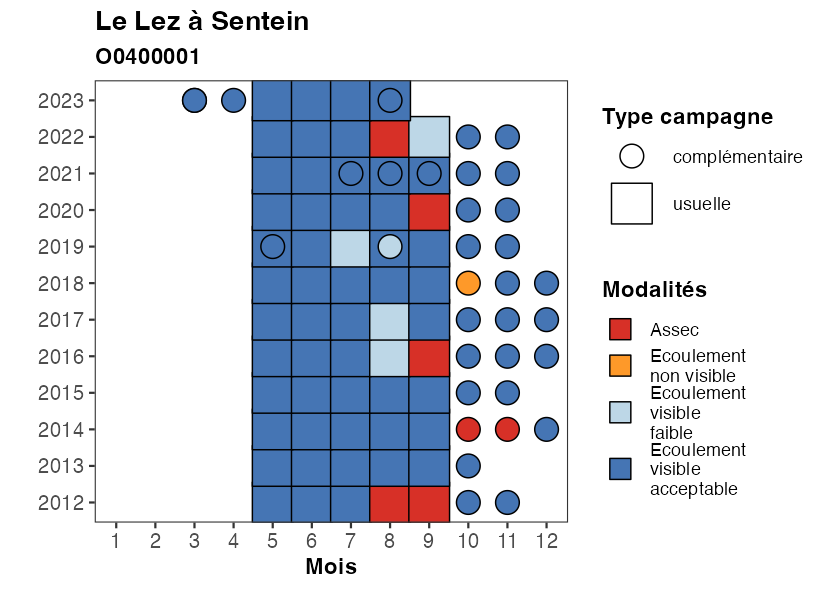 Le Lez à Sentein
O0400001
2023
2022
2021
2020
2019
2018
2017
2016
2015
2014
2013
2012
1 2 3 4 5 6 7 8 9 10 11 12
Mois
Type campagne
complémentaire
usuelle
Modalités
Assec
Ecoulement
non visible
Ecoulement
visible
faible
Ecoulement
visible
acceptable